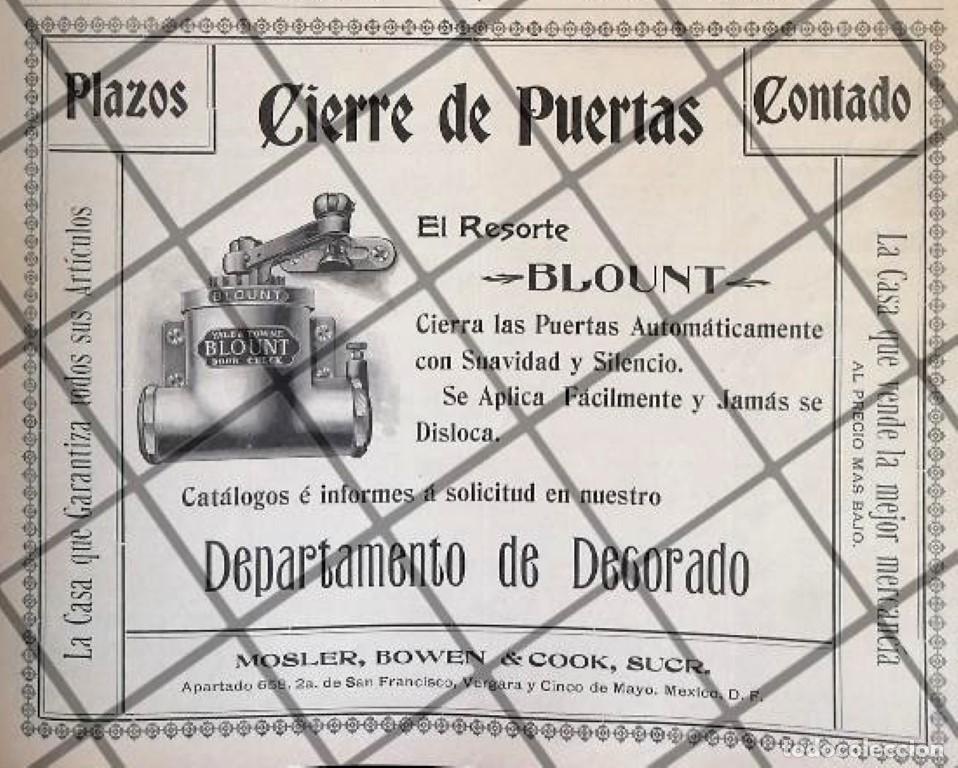 Plazos
Cierre de Puertas
Contado
La Casa que Garantiza todos sus Artículos
BLOUNT
YALE & TOWNE
BLOUNT
DOOR CHECK
El Resorte
BLOUNT
Cierra las Puertas Automáticamente
con Suavidad y Silencio.
Se Aplica Fácilmente y Jamás se
Disloca.
Catálogos é informes á solicitud en nuestro
Departamento de Decorado
La Casa que vende la mejor mercancía
AL PRECIO MAS BAJO.
MOSLER, BOWEN & COOK, SUCR.
Apartado 658, 2a. de San Francisco, Vergara y Cinco de Mayo. Mexico, D. F.
todocoleccion